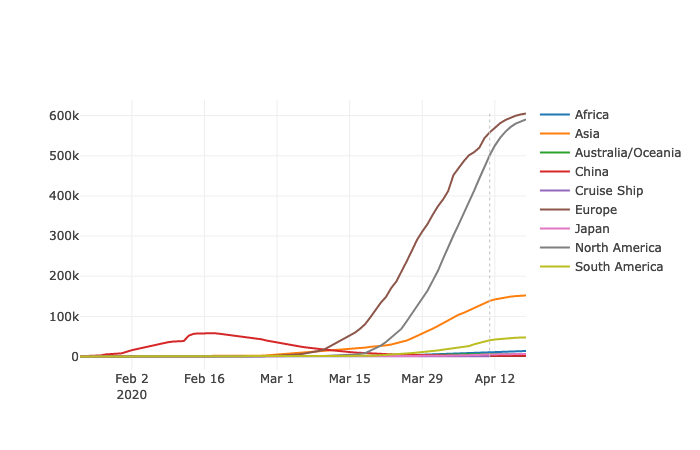 600k
500k
400k
300k
200k
100k
0
Feb 2
2020
Feb 16
Mar 1
Mar 15
Mar 29
Apr 12
Africa
Asia
Australia/Oceania
China
Cruise Ship
Europe
Japan
North America
South America